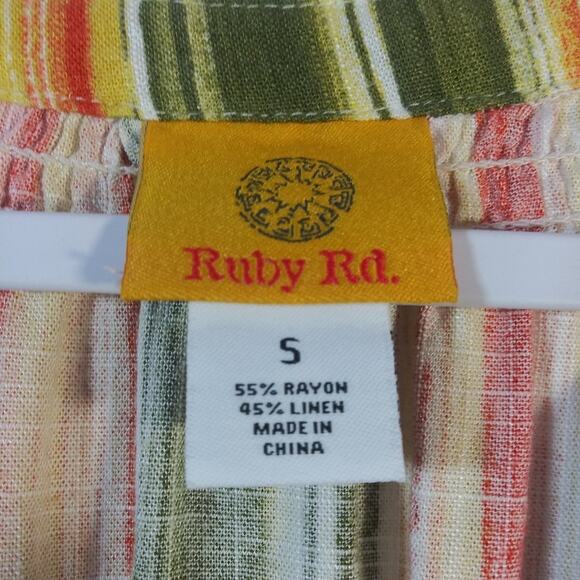 Ruby Rd.
S
55% RAYON
45% LINEN
MADE IN
CHINA